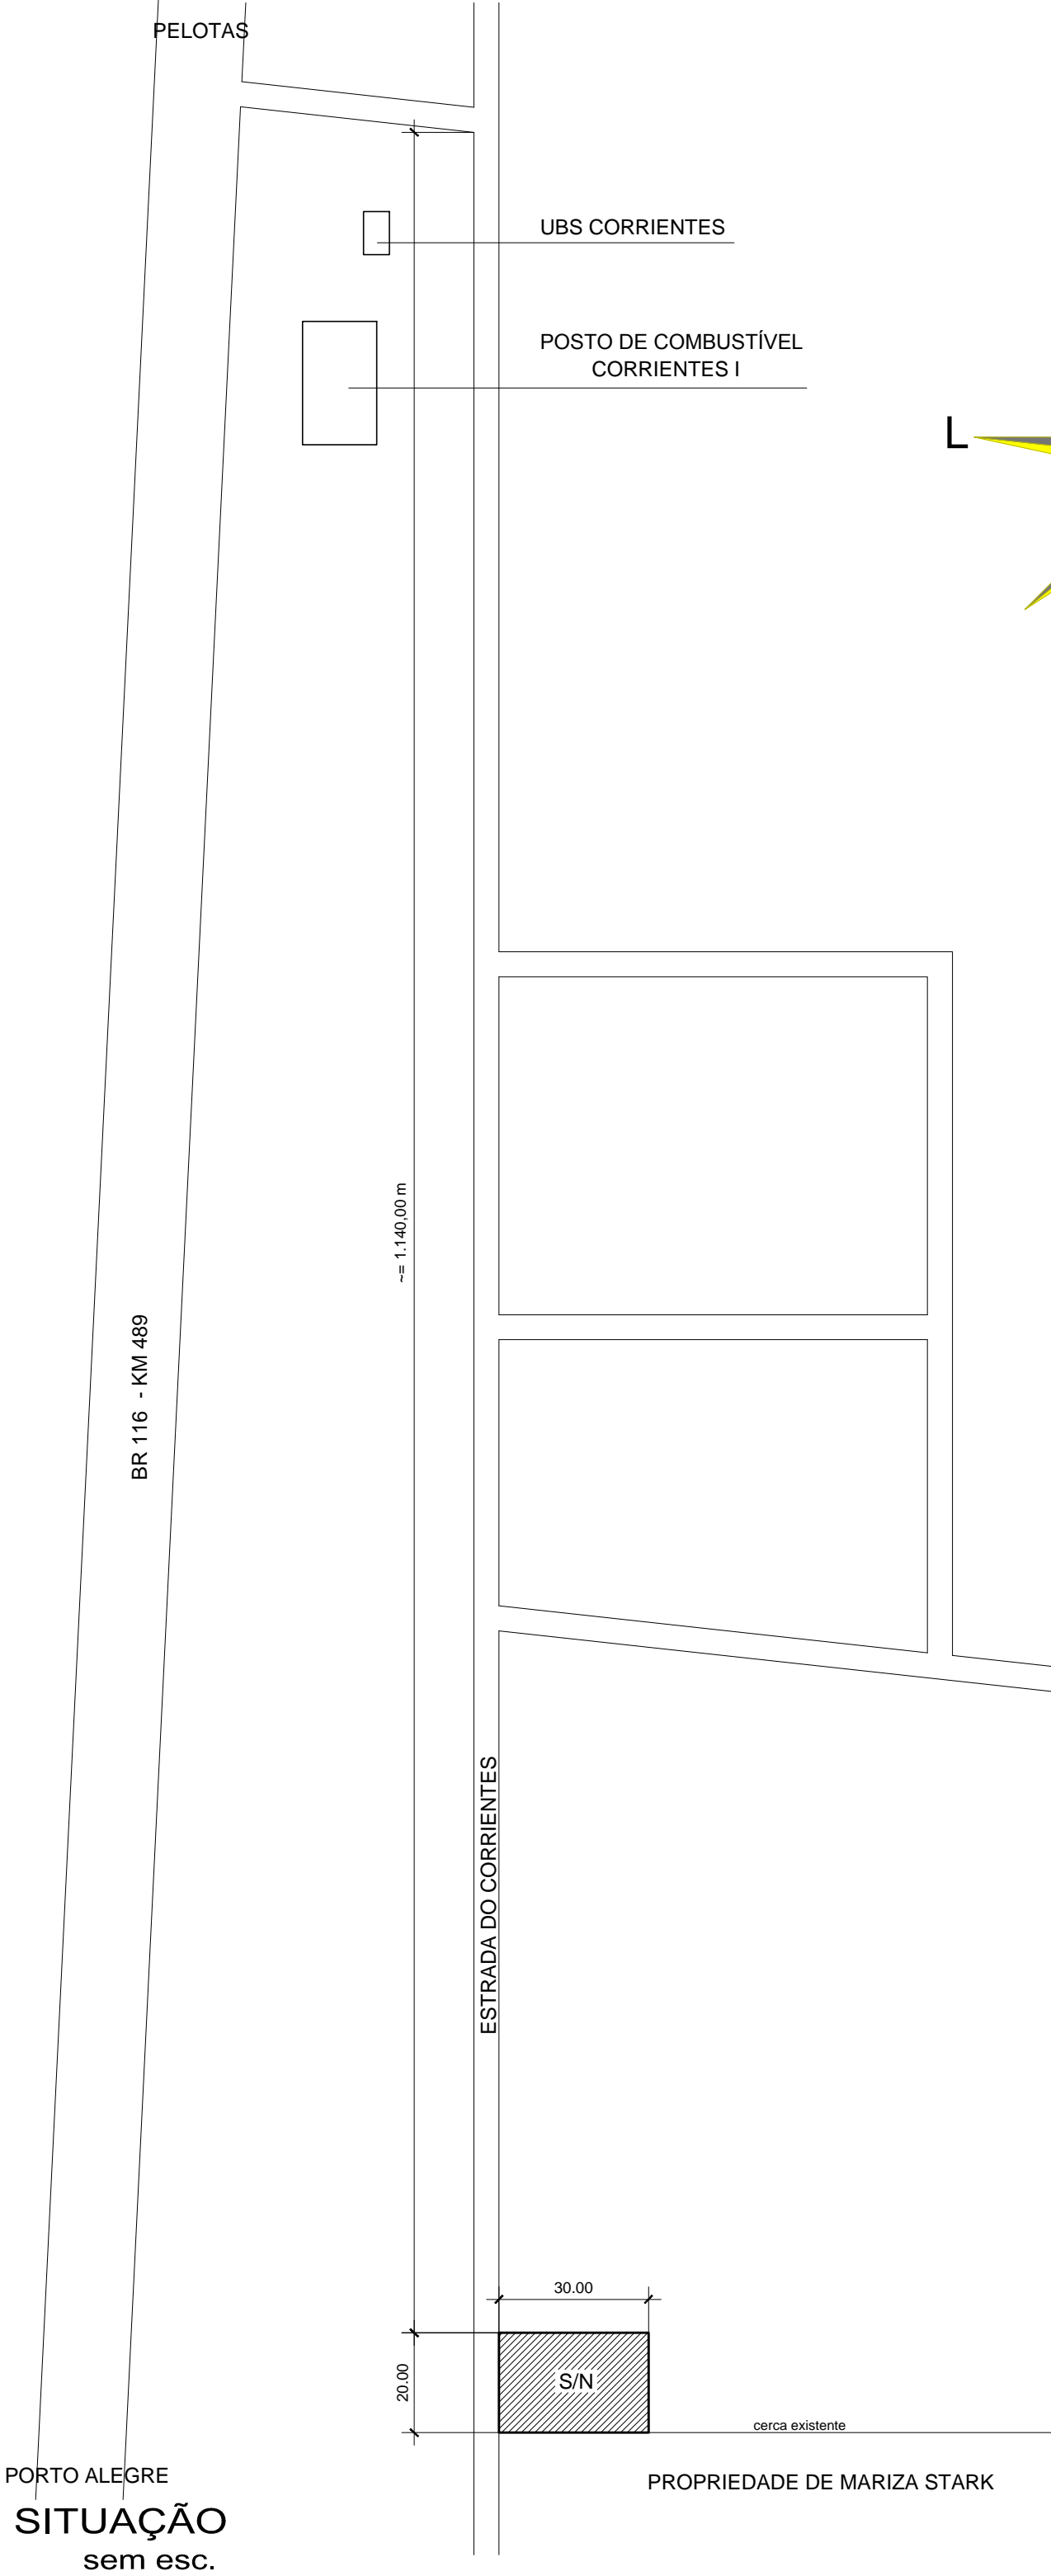 PELOTAS
UBS CORRIENTES
POSTO DE COMBUSTÍVEL
CORRIENTES I
L
~= 1.140,00 m
BR 116 - KM 489
ESTRADA DO CORRIENTES
30.00
20.00
S/N
cerca existente
PORTO ALEGRE
PROPRIEDADE DE MARIZA STARK
SITUAÇÃO
sem esc.